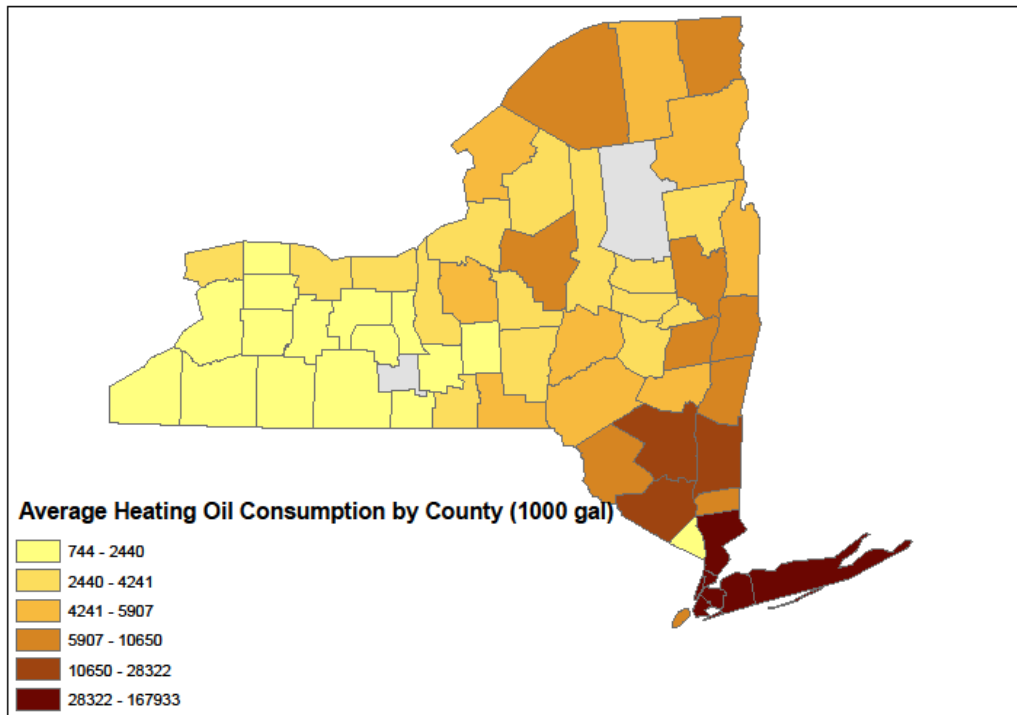 Average Heating Oil Consumption by County (1000 gal)
744 - 2440
2440 - 4241
4241 - 5907
5907 - 10650
10650 - 28322
28322 - 167933